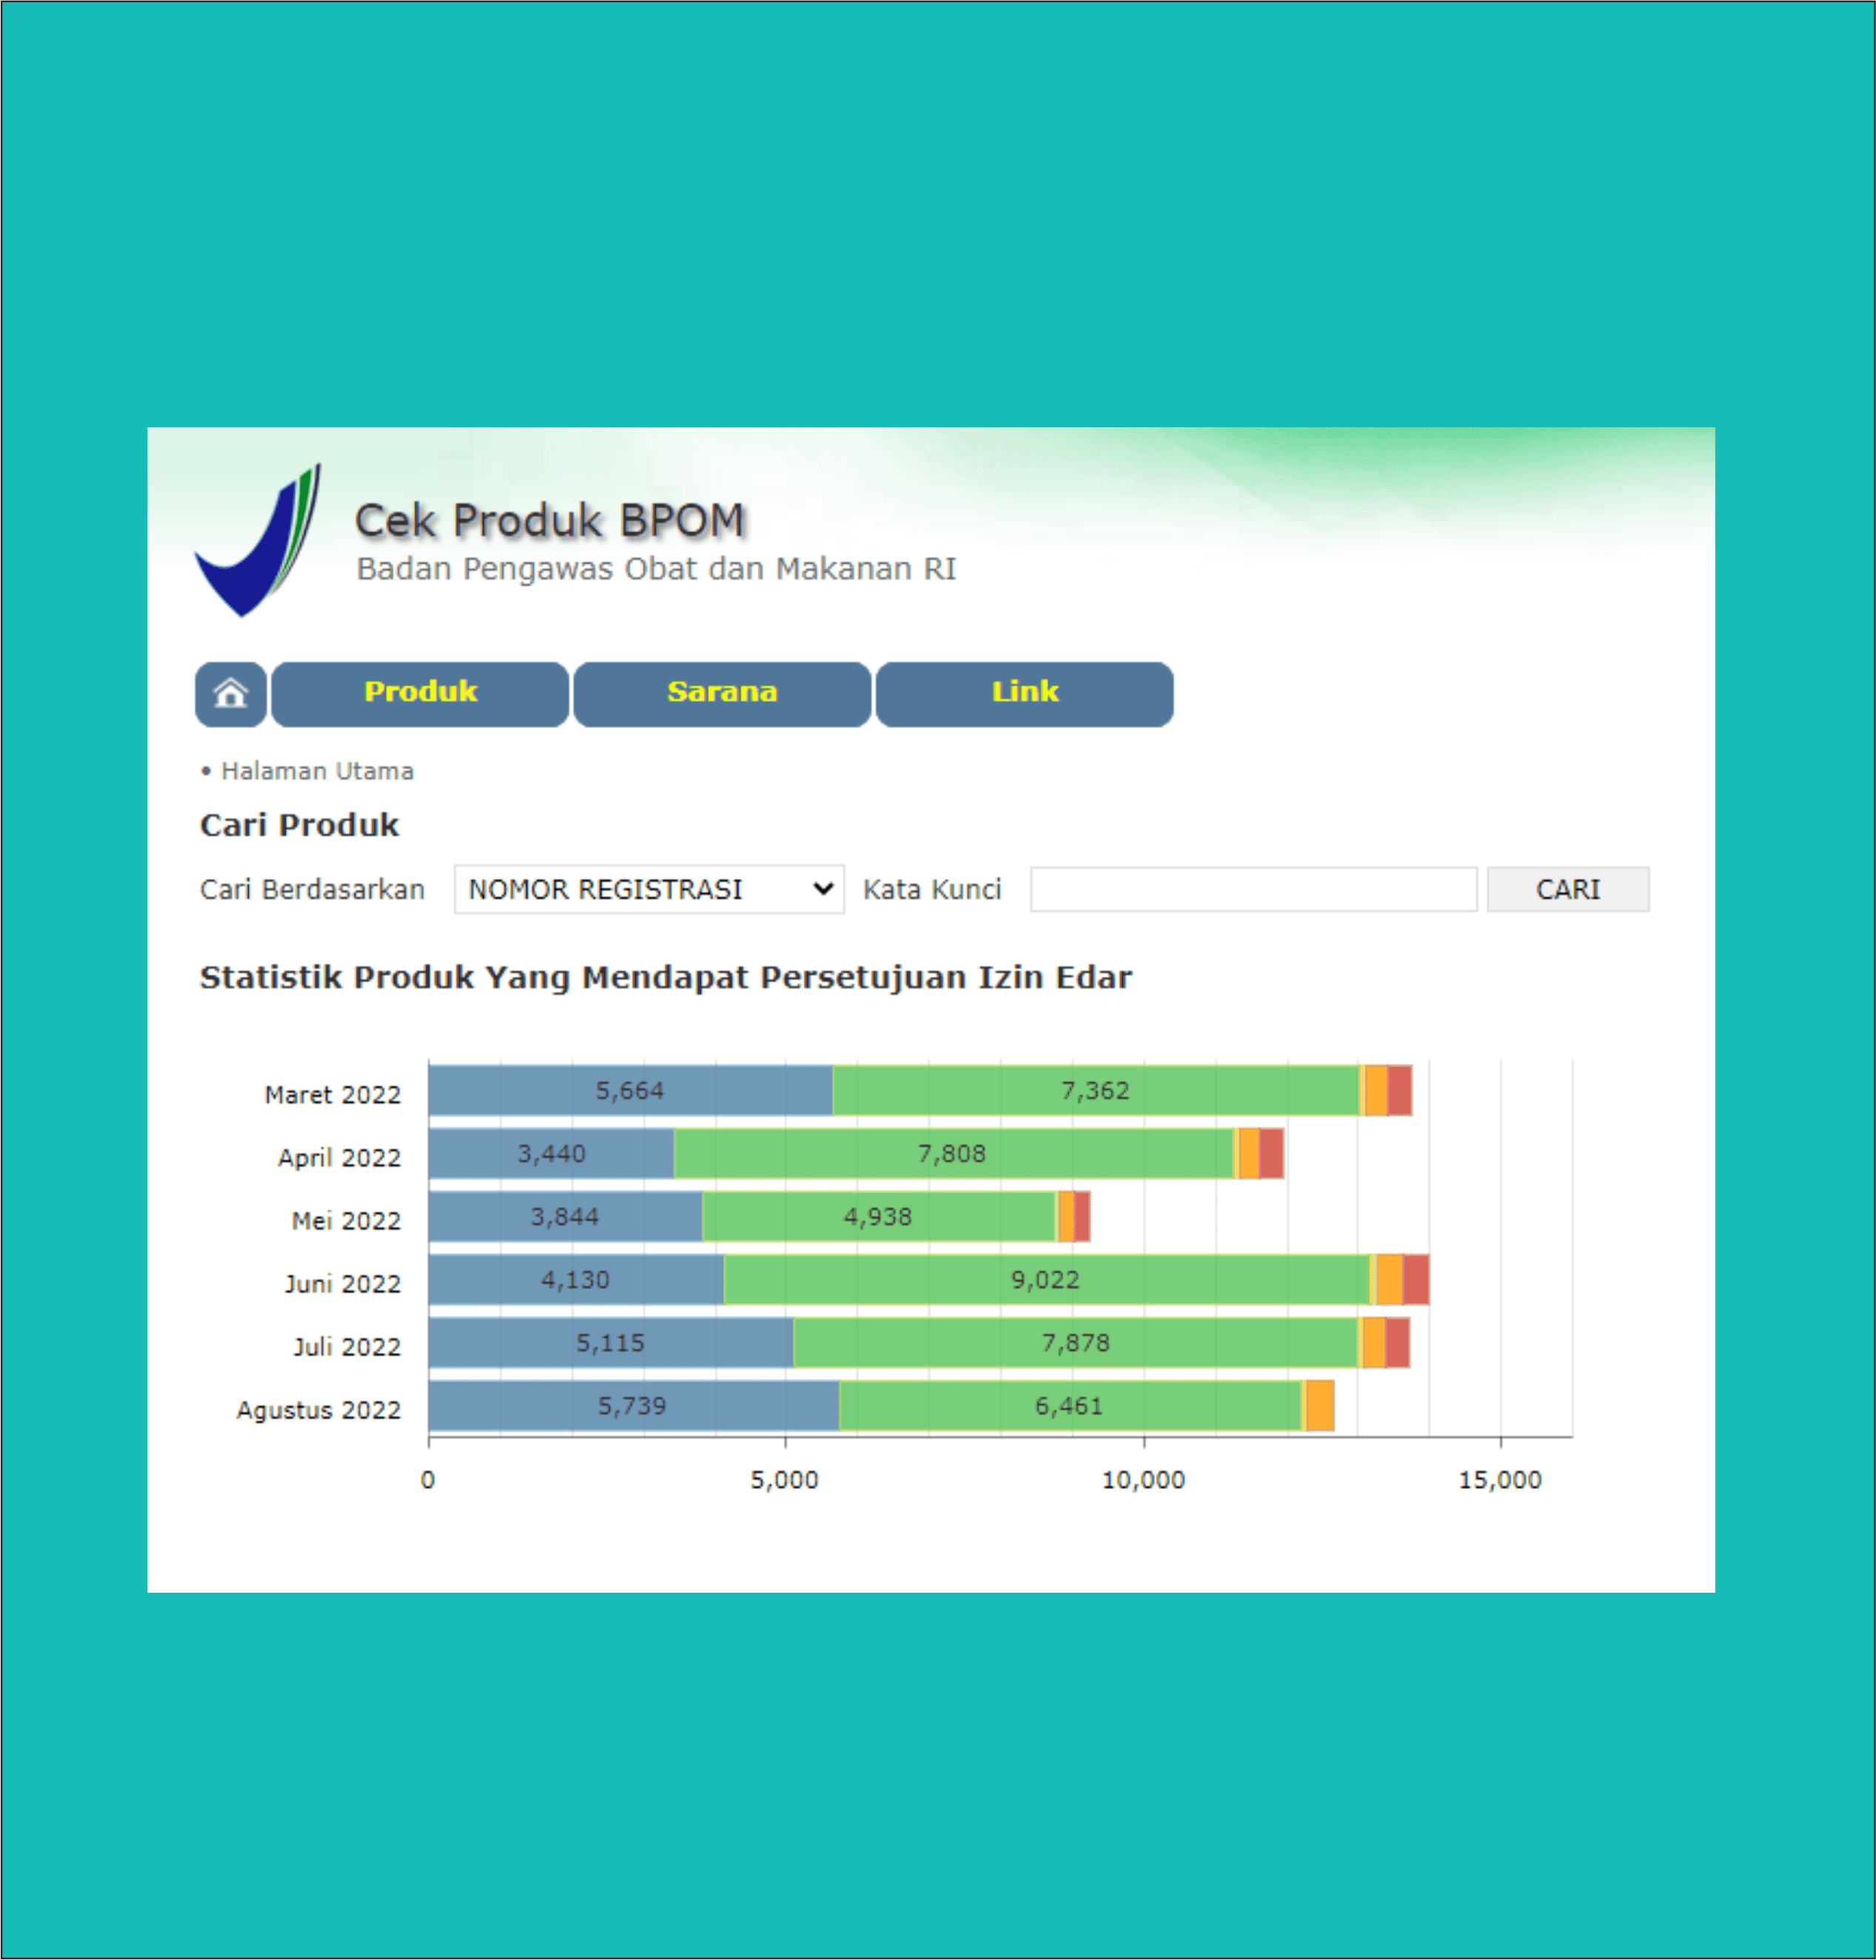 Cek Produk BPOM
Badan Pengawas Obat dan Makanan RI
Produk Sarana Link
• Halaman Utama
Cari Produk
Cari Berdasarkan NOMOR REGISTRASI Kata Kunci CARI
Statistik Produk Yang Mendapat Persetujuan Izin Edar
Maret 2022 5,664 7,362
April 2022 3,440 7,808
Mei 2022 3,844 4,938
Juni 2022 4,130 9,022
Juli 2022 5,115 7,878
Agustus 2022 5,739 6,461
0 5,000 10,000 15,000